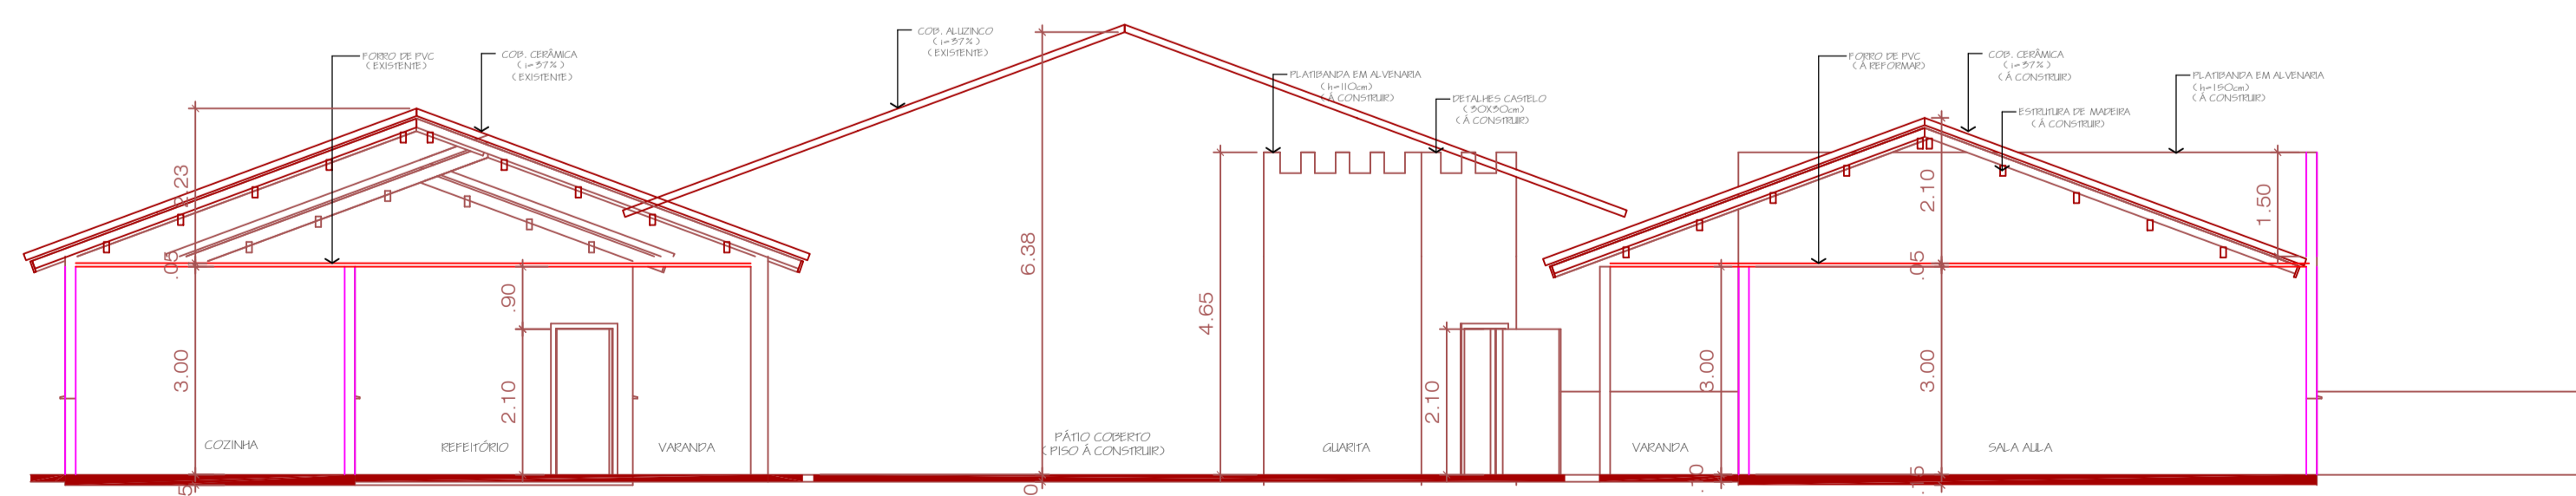 FORRO DE PVC
(EXISTENTE)
COB. CERÂMICA
(i=37%)
(EXISTENTE)
COB. ALUZINCO
(i=37%)
(EXISTENTE)
PLATIBANDA EM ALVENARIA
(h=110cm)
(Á CONSTRUIR)
DETALHES CASTELO
(30X30cm)
(Á CONSTRUIR)
FORRO DE PVC
(Á REFORMAR)
COB. CERÂMICA
(i=37%)
(Á CONSTRUIR)
ESTRUTURA DE MADEIRA
(Á CONSTRUIR)
PLATIBANDA EM ALVENARIA
(h=150cm)
(Á CONSTRUIR)
2.23
.05
3.00
.90
2.10
6.38
4.65
2.10
3.00
2.10
.05
3.00
1.50
COZINHA
REFEITÓRIO
VARANDA
PÁTIO COBERTO
(PISO Á CONSTRUIR)
GUARITA
VARANDA
SALA AULA